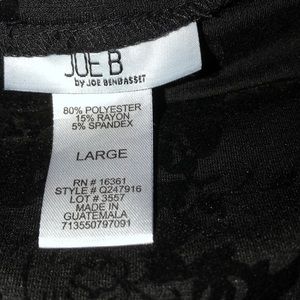 JOE B
by JOE BENBASSET
80% POLYESTER
15% RAYON
5% SPANDEX
LARGE
RN # 16361
STYLE # Q247916
LOT # 3557
MADE IN
GUATEMALA
713550797091